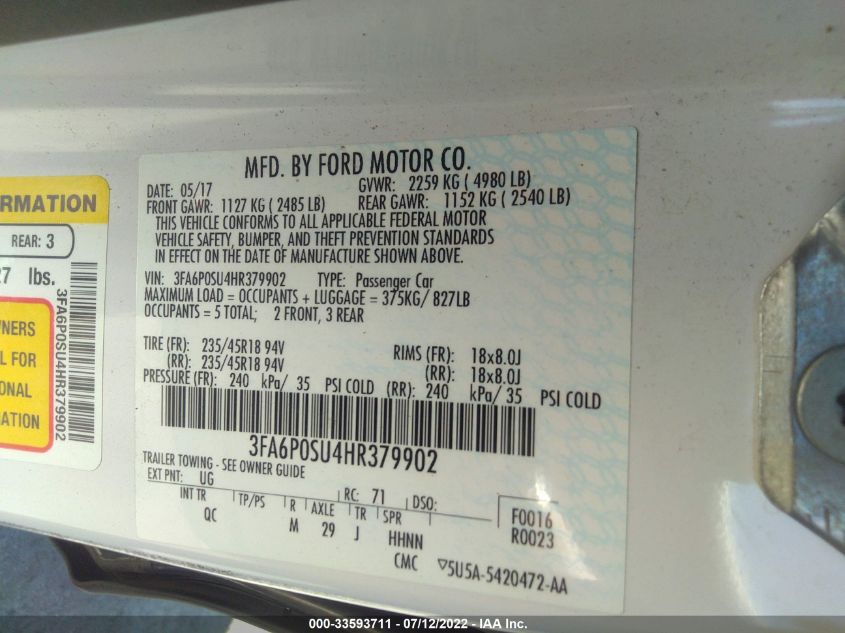 RMATION
REAR: 3
27 lbs.
WNERS
L FOR
ONAL
ATION
3FA6P0SU4HR379902
MFD. BY FORD MOTOR CO.
DATE: 05/17 GVWR: 2259 KG ( 4980 LB)
FRONT GAWR: 1127 KG ( 2485 LB) REAR GAWR: 1152 KG ( 2540 LB)
THIS VEHICLE CONFORMS TO ALL APPLICABLE FEDERAL MOTOR
VEHICLE SAFETY, BUMPER, AND THEFT PREVENTION STANDARDS
IN EFFECT ON THE DATE OF MANUFACTURE SHOWN ABOVE.
VIN: 3FA6P0SU4HR379902 TYPE: Passenger Car
MAXIMUM LOAD = OCCUPANTS + LUGGAGE = 375KG/ 827LB
OCCUPANTS = 5 TOTAL; 2 FRONT, 3 REAR
TIRE (FR): 235/45R18 94V RIMS (FR): 18x8.0J
(RR): 235/45R18 94V (RR): 18x8.0J
PRESSURE (FR): 240 kPa/ 35 PSI COLD (RR): 240 kPa/ 35 PSI COLD
3FA6P0SU4HR379902
TRAILER TOWING - SEE OWNER GUIDE
EXT PNT: UG RC: 71 DSO:
INT TR TP/PS R AXLE TR SPR F0016
QC M 29 J HHNN R0023
CMC ▽5U5A-5420472-AA
000-33593711 - 07/12/2022 - IAA Inc.